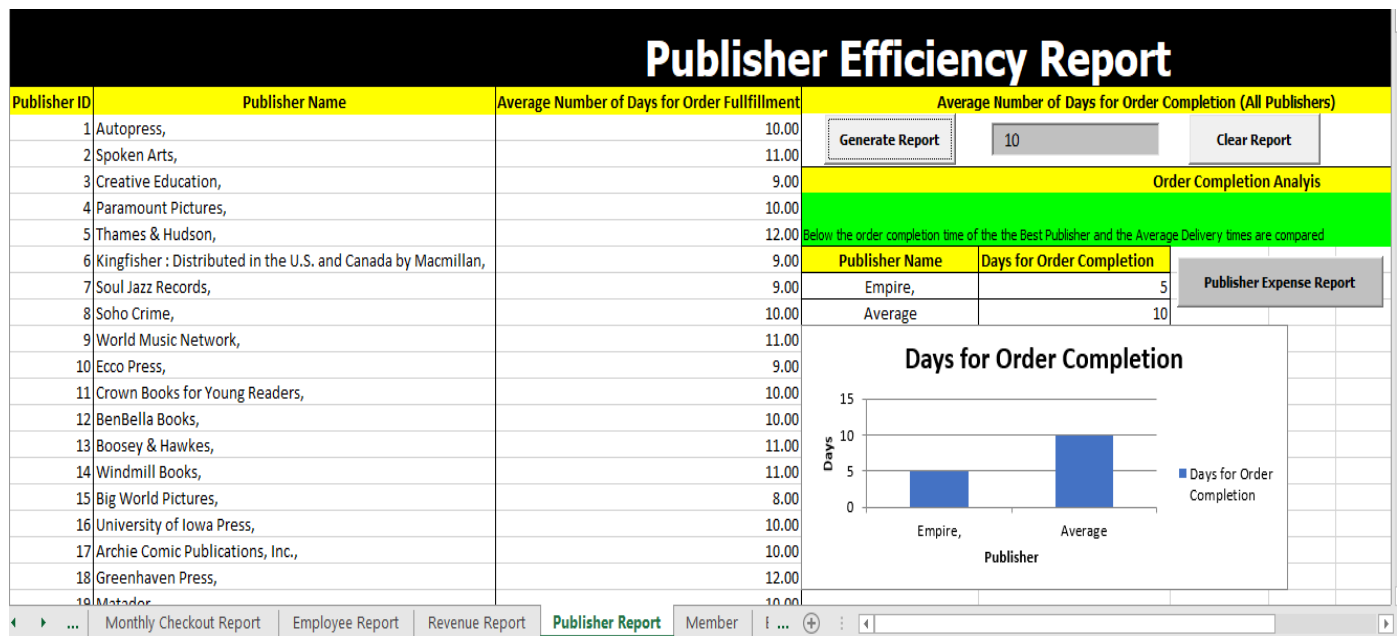 Publisher Efficiency Report
Publisher ID Publisher Name Average Number of Days for Order Fullfillment Average Number of Days for Order Completion (All Publishers)
1 Autopress, 10.00
Generate Report 10 Clear Report
2 Spoken Arts, 11.00
3 Creative Education, 9.00 Order Completion Analyis
4 Paramount Pictures, 10.00
5 Thames & Hudson, 12.00 Below the order completion time of the the Best Publisher and the Average Delivery times are compared
6 Kingfisher : Distributed in the U.S. and Canada by Macmillan, 9.00 Publisher Name Days for Order Completion
7 Soul Jazz Records, 9.00 Empire, 5 Publisher Expense Report
8 Soho Crime, 10.00 Average 10
9 World Music Network, 11.00
10 Ecco Press, 9.00
11 Crown Books for Young Readers, 10.00
12 BenBella Books, 10.00
13 Boosey & Hawkes, 11.00
14 Windmill Books, 11.00
15 Big World Pictures, 8.00
16 University of Iowa Press, 10.00
17 Archie Comic Publications, Inc., 10.00
18 Greenhaven Press, 12.00
19 Matador 10.00
Days for Order Completion
15
10
5
0
Days
Empire, Average
Publisher
Days for Order
Completion
... Monthly Checkout Report Employee Report Revenue Report Publisher Report Member ...